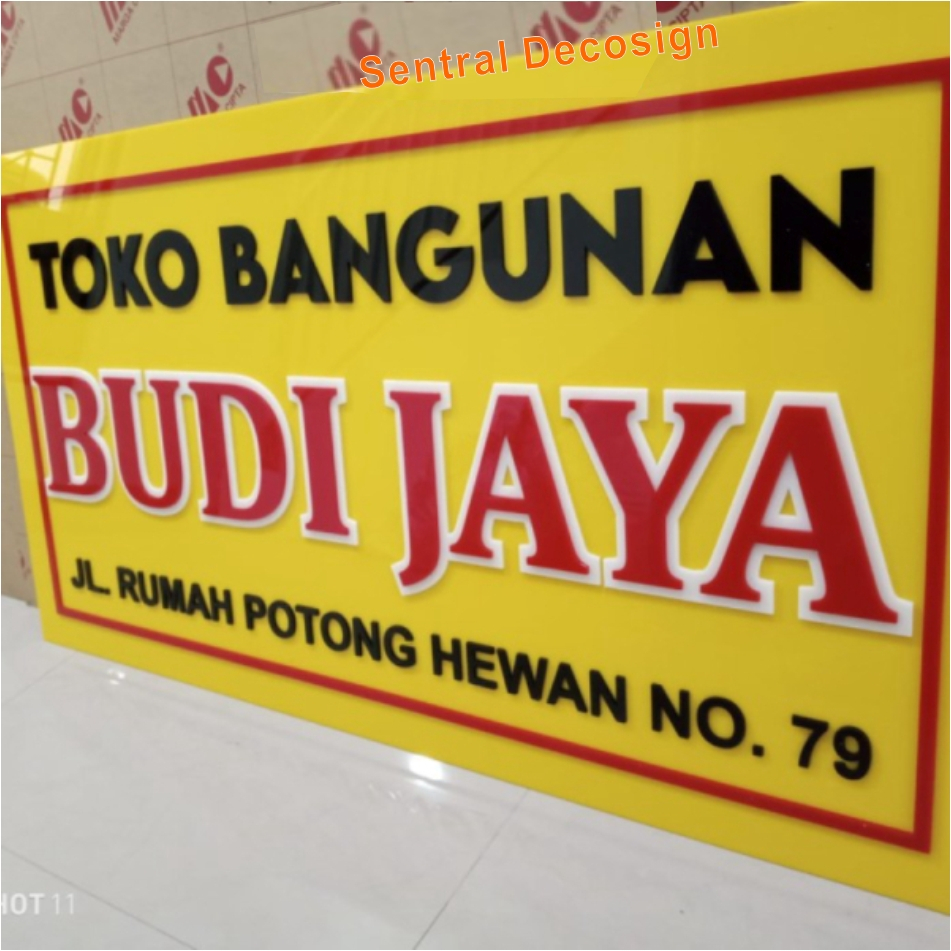 Sentral Decosign
TOKO BANGUNAN
BUDI JAYA
JL. RUMAH POTONG HEWAN NO. 79
HOT 11